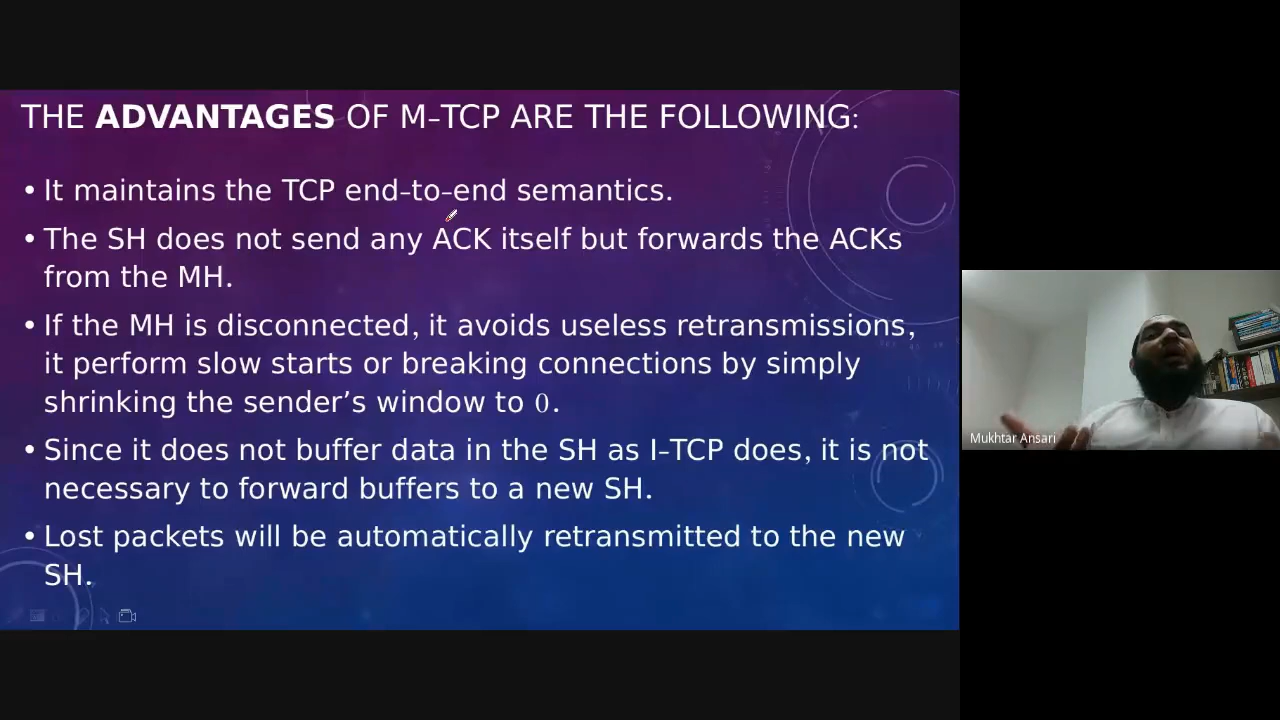 THE ADVANTAGES OF M-TCP ARE THE FOLLOWING:
• It maintains the TCP end-to-end semantics.
• The SH does not send any ACK itself but forwards the ACKs
from the MH.
• If the MH is disconnected, it avoids useless retransmissions,
it perform slow starts or breaking connections by simply
shrinking the sender’s window to 0.
• Since it does not buffer data in the SH as I-TCP does, it is not
necessary to forward buffers to a new SH.
• Lost packets will be automatically retransmitted to the new
SH.
Mukhtar Ansari